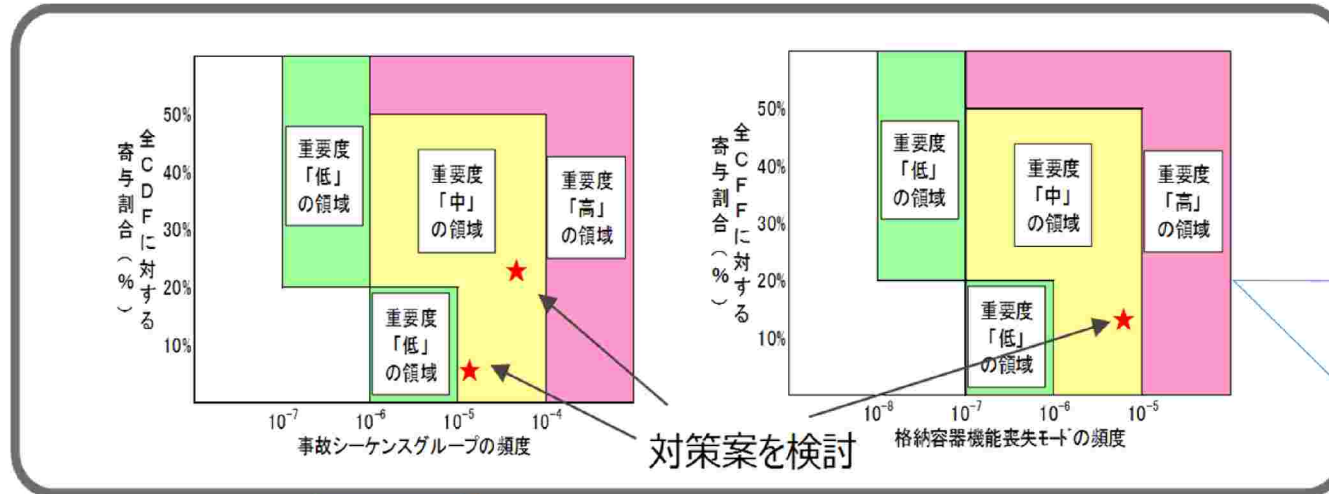 全CDFに対する
寄与割合(%)
50%
40%
30%
20%
10%
重要度
「低」
の領域
重要度
「中」
の領域
重要度
「高」
の領域
重要度
「低」
の領域
10⁻⁷
10⁻⁶
10⁻⁵
10⁻⁴
事故シーケンスグループの頻度
全CFFに対する
寄与割合(%)
50%
40%
30%
20%
10%
重要度
「低」
の領域
重要度
「中」
の領域
重要度
「高」
の領域
重要度
「低」
の領域
10⁻⁸
10⁻⁷
10⁻⁶
10⁻⁵
格納容器機能喪失モードの頻度
対策案を検討